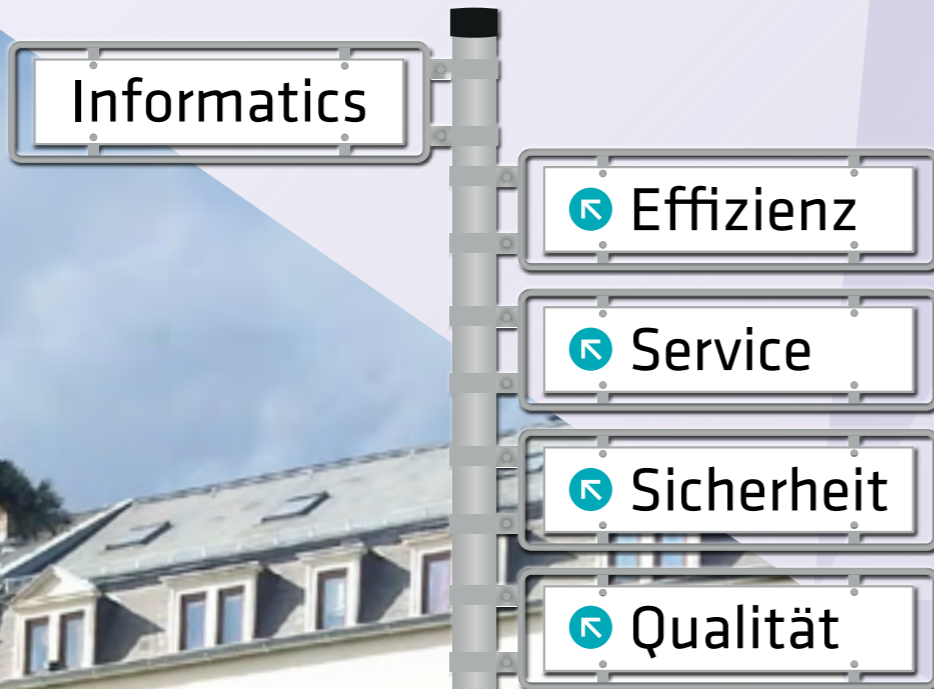 Informatics
Effizienz
Service
Sicherheit
Qualität